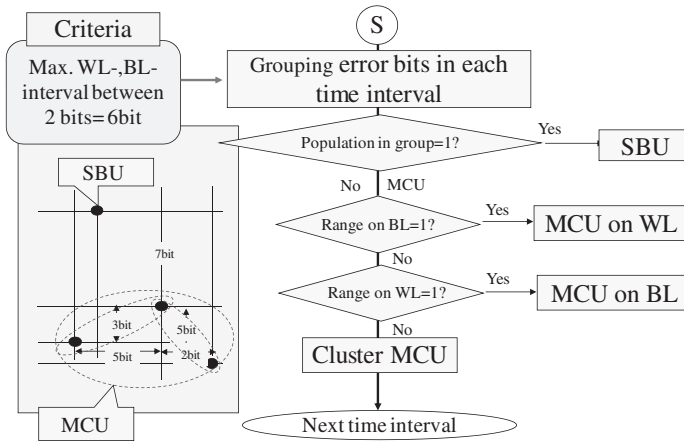 Criteria
Max. WL-,BL-
interval between
2 bits= 6bit
SBU
7bit
3bit
5bit
5bit
2bit
MCU
S
Grouping error bits in each
time interval
Population in group=1?
Yes
SBU
No
MCU
Range on BL=1?
Yes
MCU on WL
No
Range on WL=1?
Yes
MCU on BL
No
Cluster MCU
Next time interval